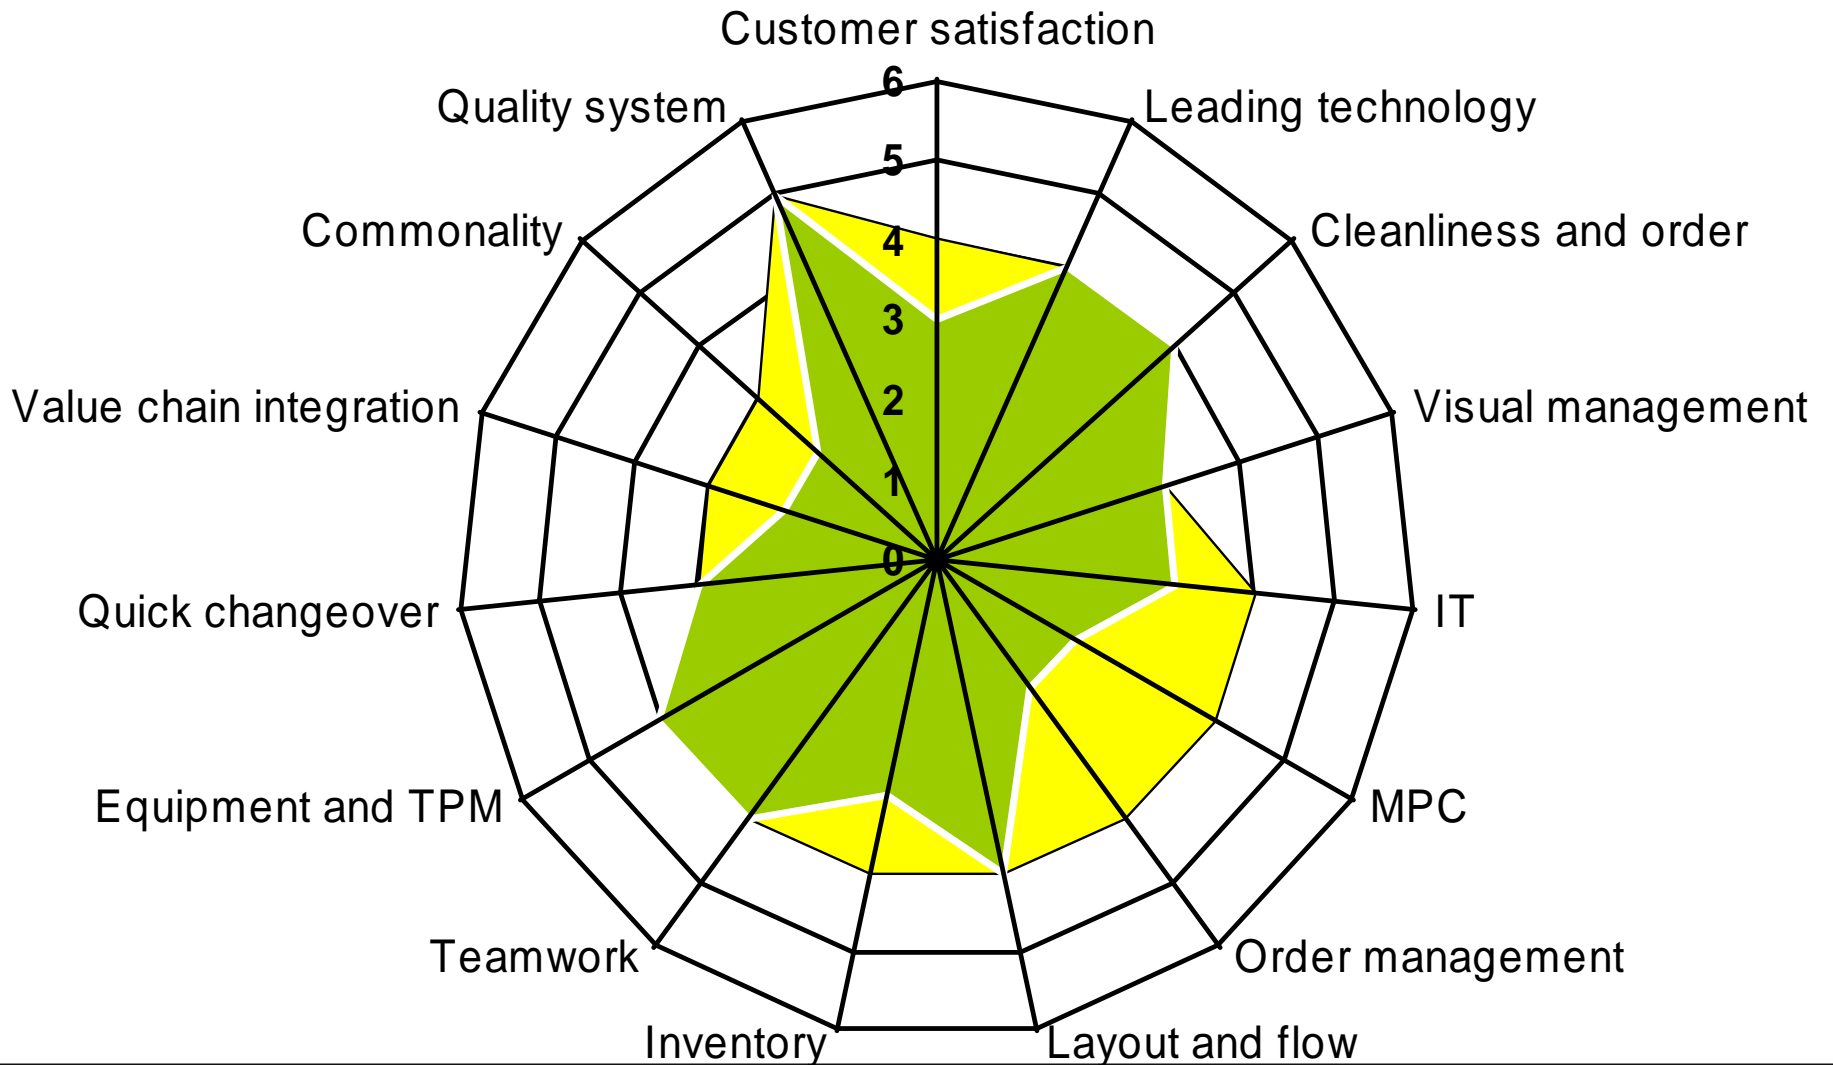 Customer satisfaction
6
Quality system
Leading technology
5
Commonality
Cleanliness and order
4
3
Value chain integration
2
Visual management
1
0
Quick changeover
IT
Equipment and TPM
MPC
Teamwork
Order management
Inventory
Layout and flow